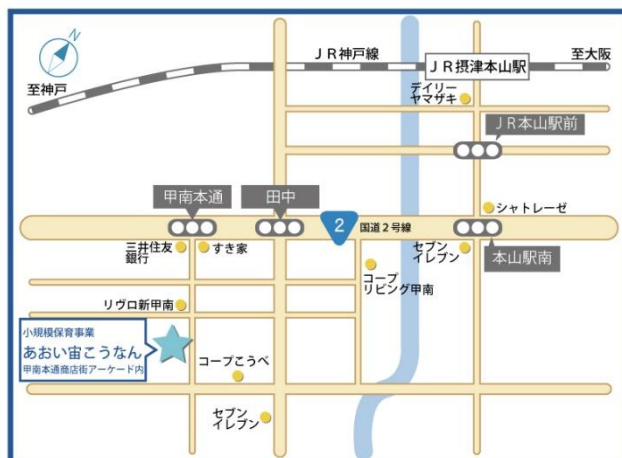 N
JR神戸線
JR摂津本山駅
至大阪
至神戸
デイリー
ヤマザキ
JR本山駅前
甲南本通
田中
シャトレーゼ
2
国道2号線
三井住友
銀行
すき家
セブン
イレブン
本山駅南
コープ
リビング甲南
リヴロ新甲南
小規模保育事業
あおい宙こうなん
甲南本通商店街アーケード内
コープこうべ
セブン
イレブン